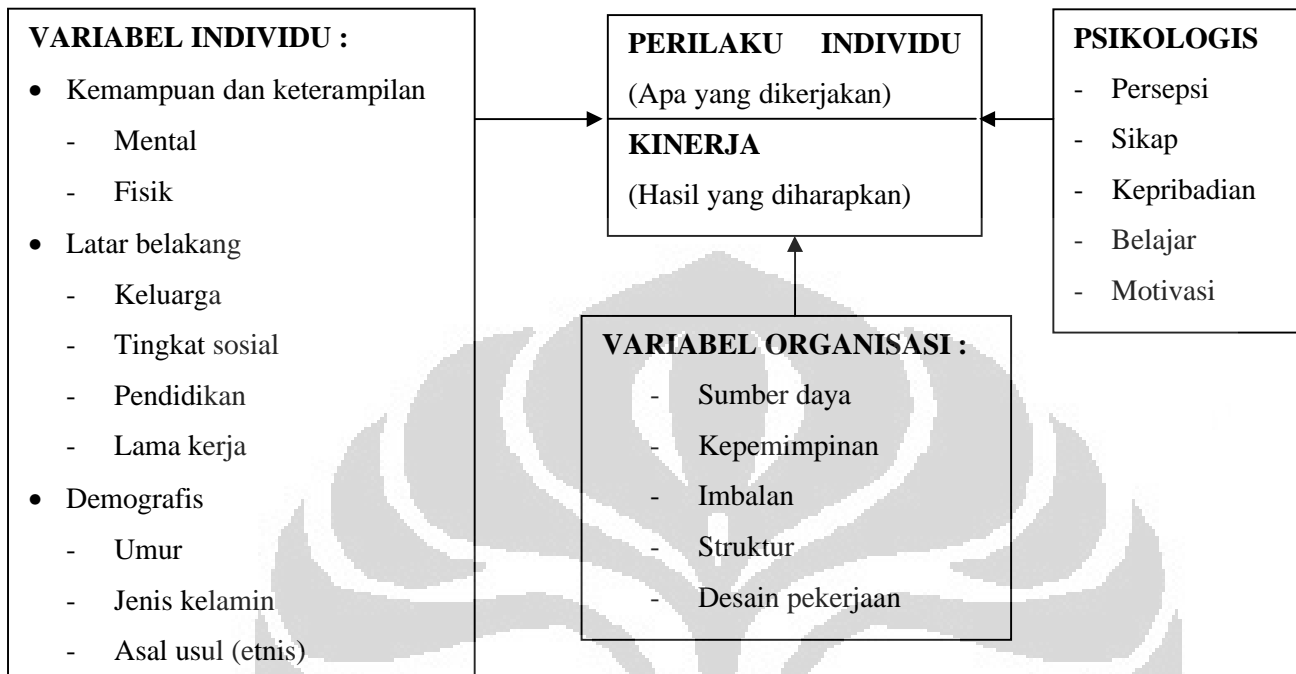 VARIABEL INDIVIDU :
• Kemampuan dan keterampilan
- Mental
- Fisik
• Latar belakang
- Keluarga
- Tingkat sosial
- Pendidikan
- Lama kerja
• Demografis
- Umur
- Jenis kelamin
- Asal usul (etnis)
PERILAKU INDIVIDU
(Apa yang dikerjakan)
KINERJA
(Hasil yang diharapkan)
VARIABEL ORGANISASI :
- Sumber daya
- Kepemimpinan
- Imbalan
- Struktur
- Desain pekerjaan
PSIKOLOGIS
- Persepsi
- Sikap
- Kepribadian
- Belajar
- Motivasi